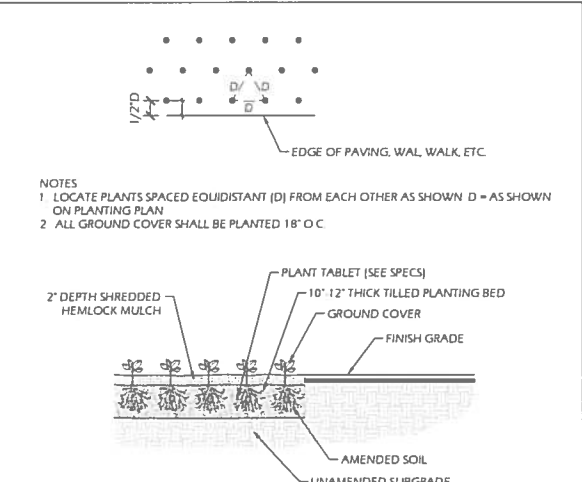 D D
D
1/2"D
EDGE OF PAVING, WAL, WALK, ETC.
NOTES
1 LOCATE PLANTS SPACED EQUIDISTANT (D) FROM EACH OTHER AS SHOWN D = AS SHOWN
ON PLANTING PLAN
2 ALL GROUND COVER SHALL BE PLANTED 18" O C
PLANT TABLET (SEE SPECS)
2" DEPTH SHREDDED
HEMLOCK MULCH
10"-12" THICK TILLED PLANTING BED
GROUND COVER
FINISH GRADE
AMENDED SOIL
UNAMENDED SUBGRADE